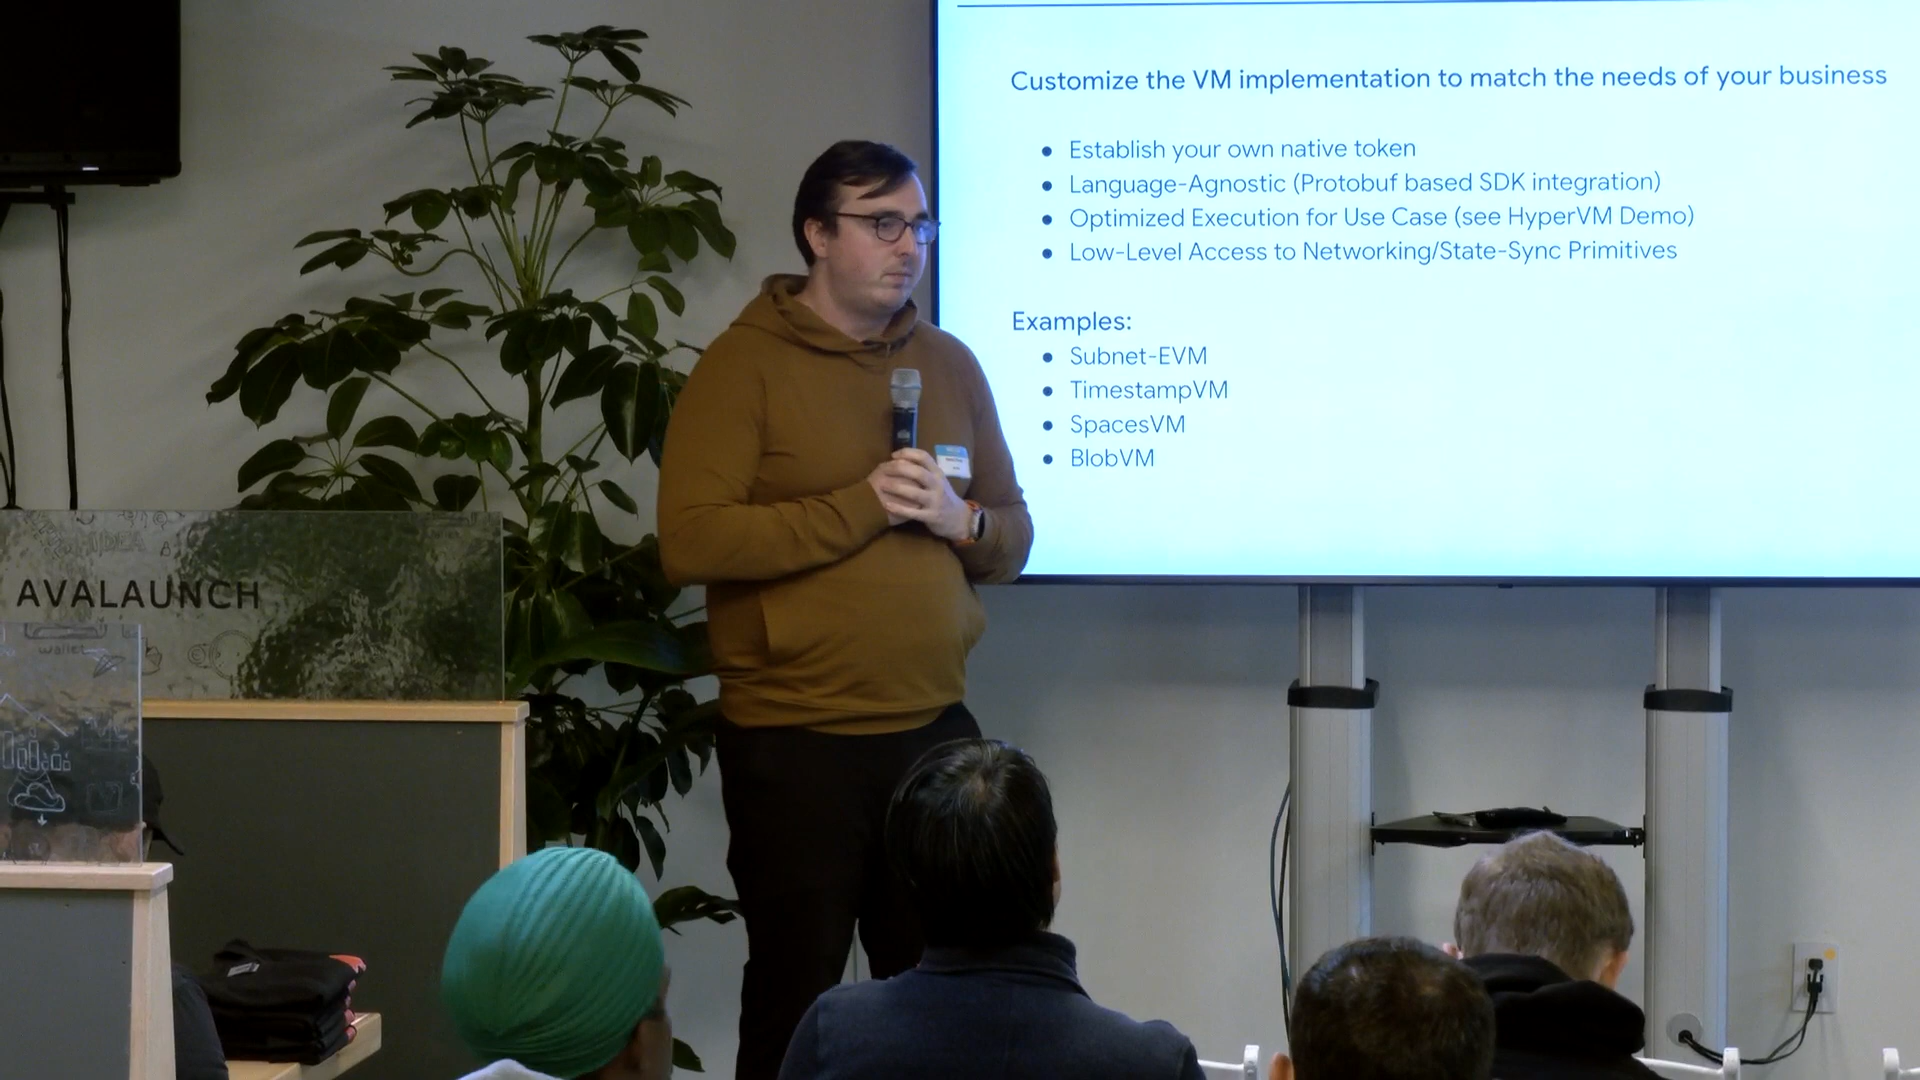 Customize the VM implementation to match the needs of your business
● Establish your own native token
● Language-Agnostic (Protobuf based SDK integration)
● Optimized Execution for Use Case (see HyperVM Demo)
● Low-Level Access to Networking/State-Sync Primitives
Examples:
● Subnet-EVM
● TimestampVM
● SpacesVM
● BlobVM
AVALAUNCH
wallet